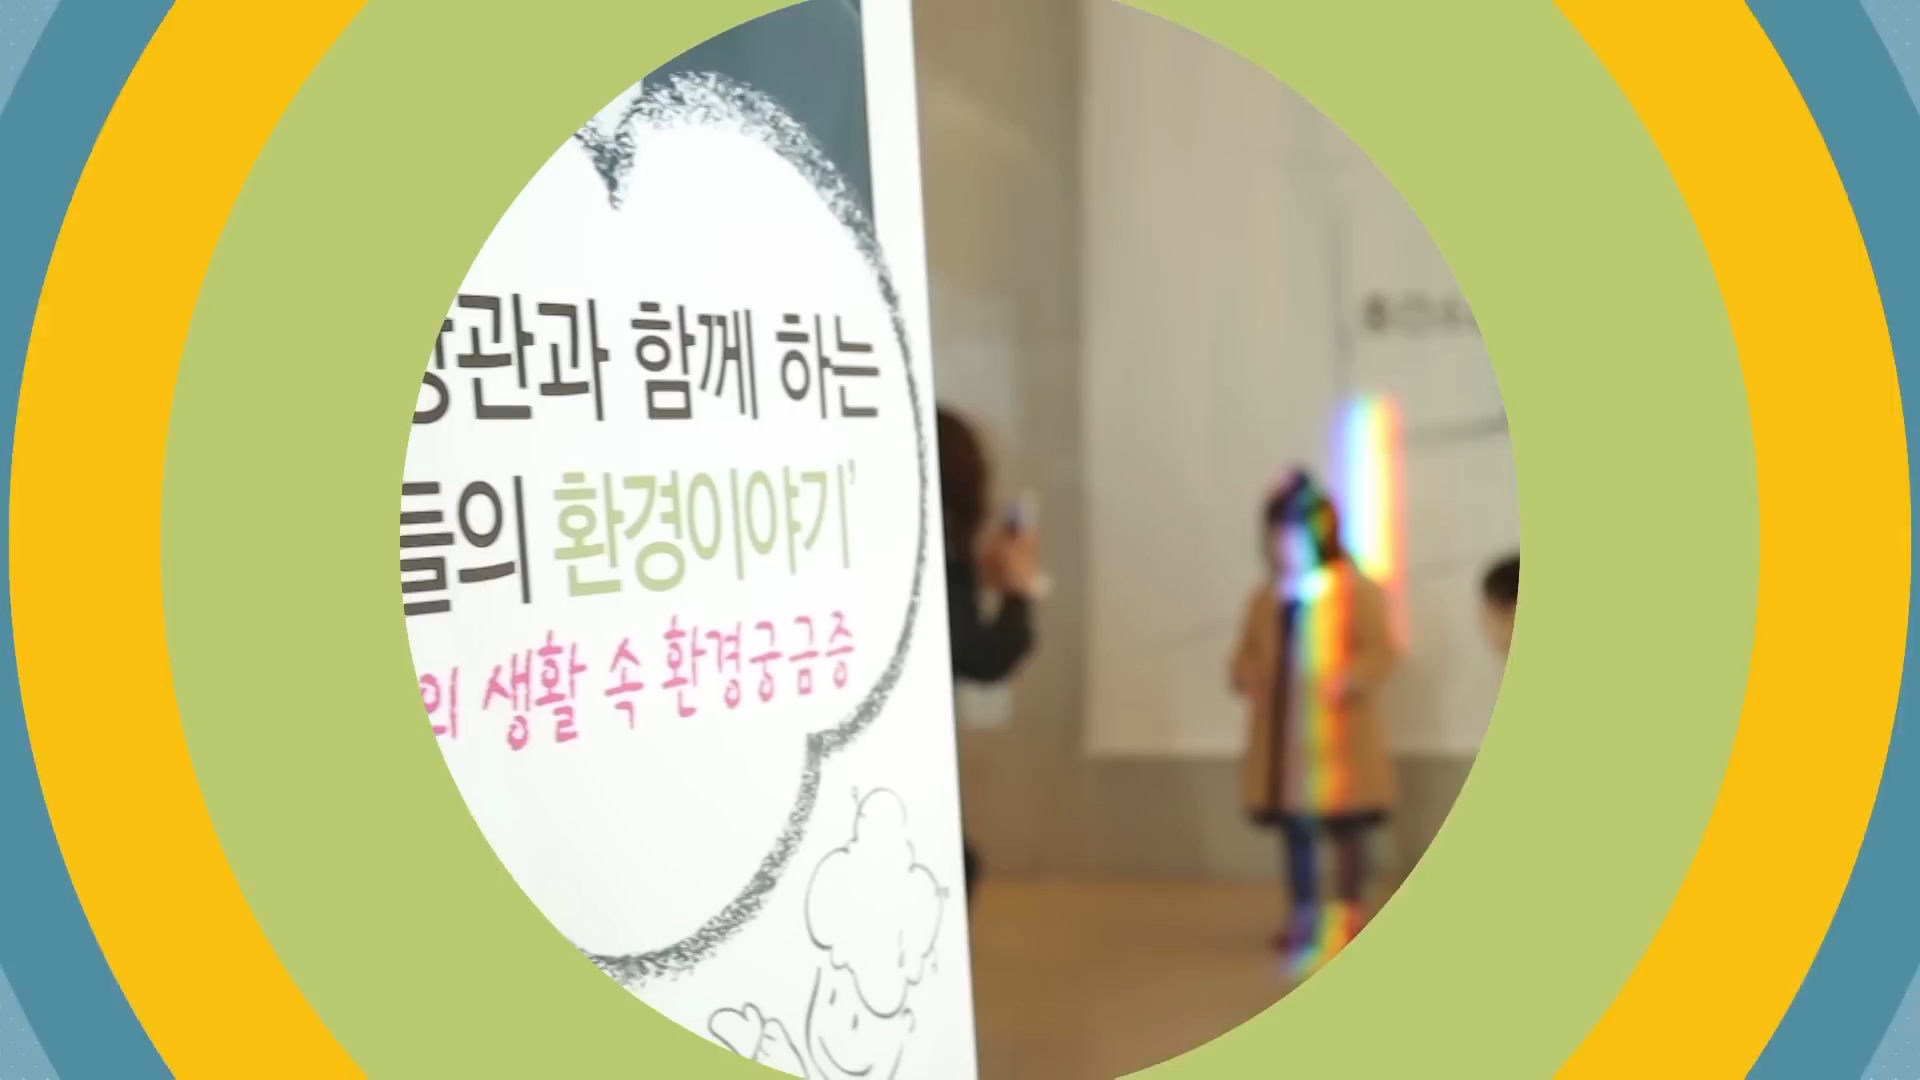 장관과 함께 하는
들의 환경이야기'
의 생활 속 환경궁금증